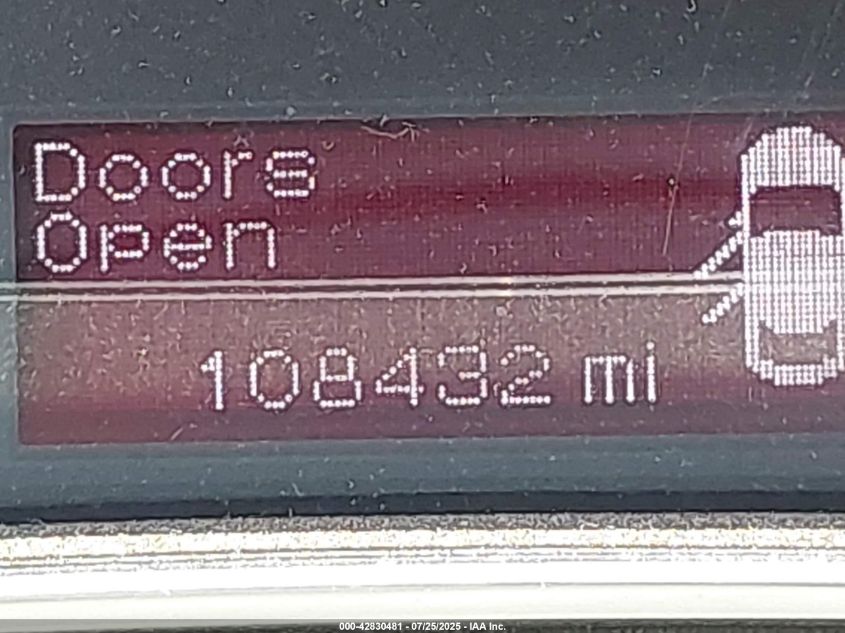 Doors
Open
108432 mi
000-42830481 - 07/25/2025 - IAA Inc.